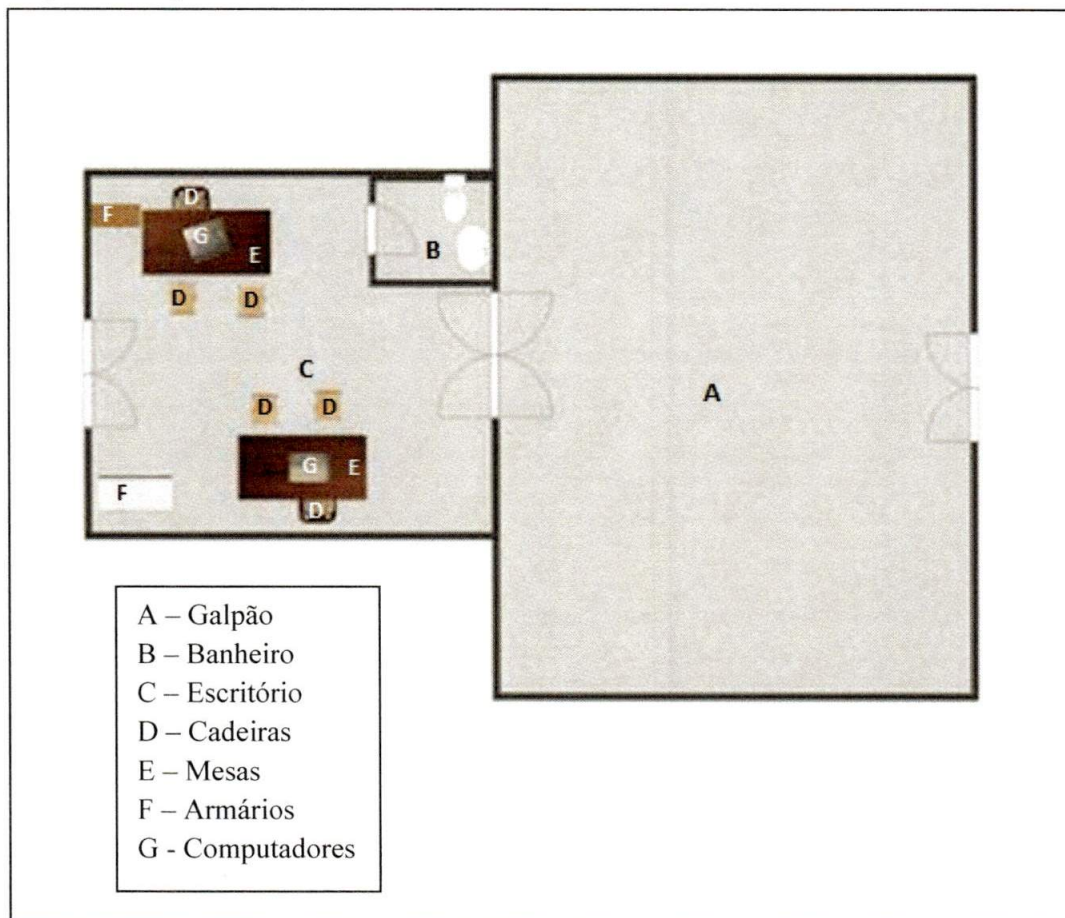 D
F
G
E
B
D
D
C
A
D
D
G
E
F
D
A – Galpão
B – Banheiro
C – Escritório
D – Cadeiras
E – Mesas
F – Armários
G - Computadores